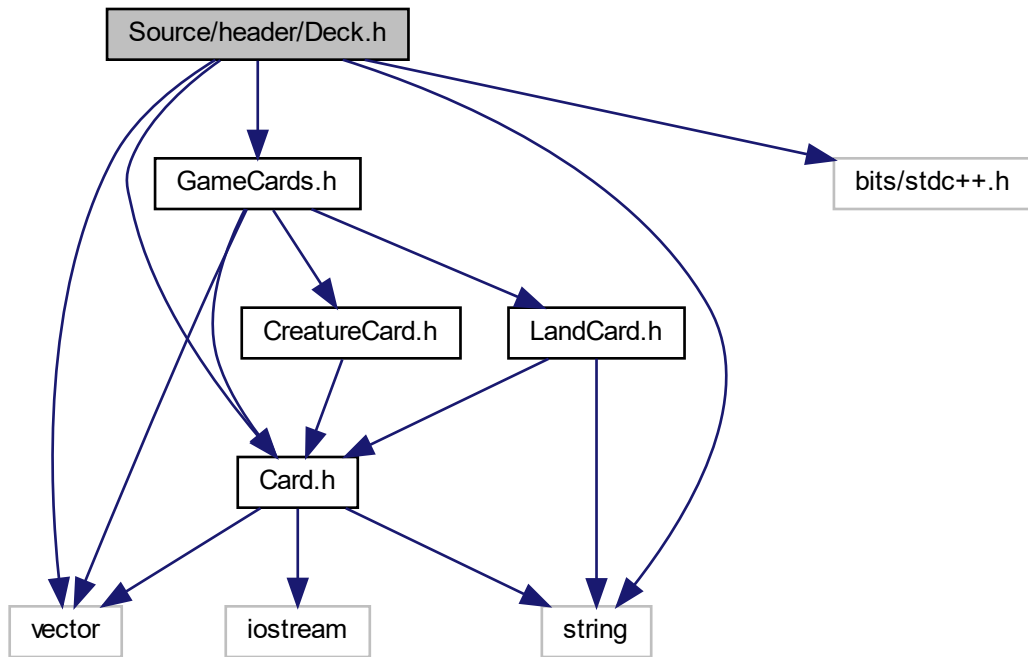 Source/header/Deck.h
GameCards.h
bits/stdc++.h
CreatureCard.h
LandCard.h
Card.h
vector
iostream
string